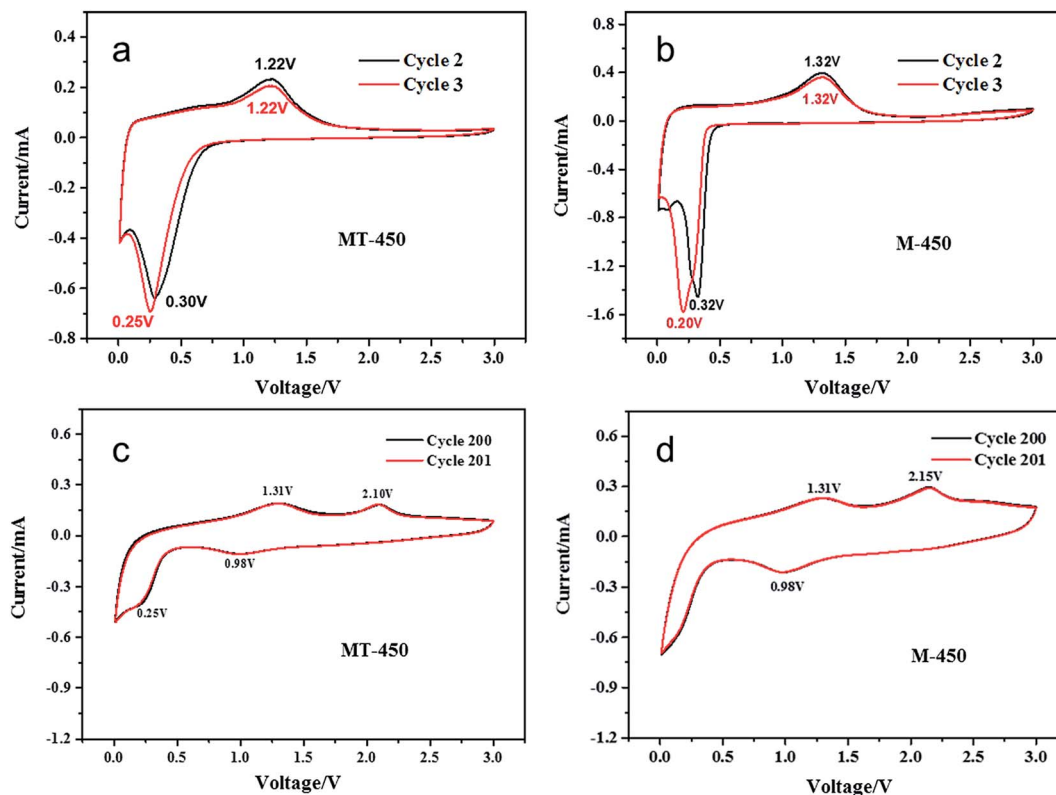 a
1.22V
1.22V
Cycle 2
Cycle 3
0.4
0.2
0.0
-0.2
-0.4
-0.6
-0.8
Current/mA
MT-450
0.30V
0.25V
0.0 0.5 1.0 1.5 2.0 2.5 3.0
Voltage/V
b
1.32V
1.32V
Cycle 2
Cycle 3
0.8
0.4
0.0
-0.4
-0.8
-1.2
-1.6
Current/mA
M-450
0.32V
0.20V
0.0 0.5 1.0 1.5 2.0 2.5 3.0
Voltage/V
c
Cycle 200
Cycle 201
1.31V
2.10V
0.6
0.3
0.0
-0.3
-0.6
-0.9
-1.2
Current/mA
0.98V
0.25V
MT-450
0.0 0.5 1.0 1.5 2.0 2.5 3.0
Voltage/V
d
Cycle 200
Cycle 201
1.31V
2.15V
0.6
0.3
0.0
-0.3
-0.6
-0.9
-1.2
Current/mA
0.98V
M-450
0.0 0.5 1.0 1.5 2.0 2.5 3.0
Voltage/V